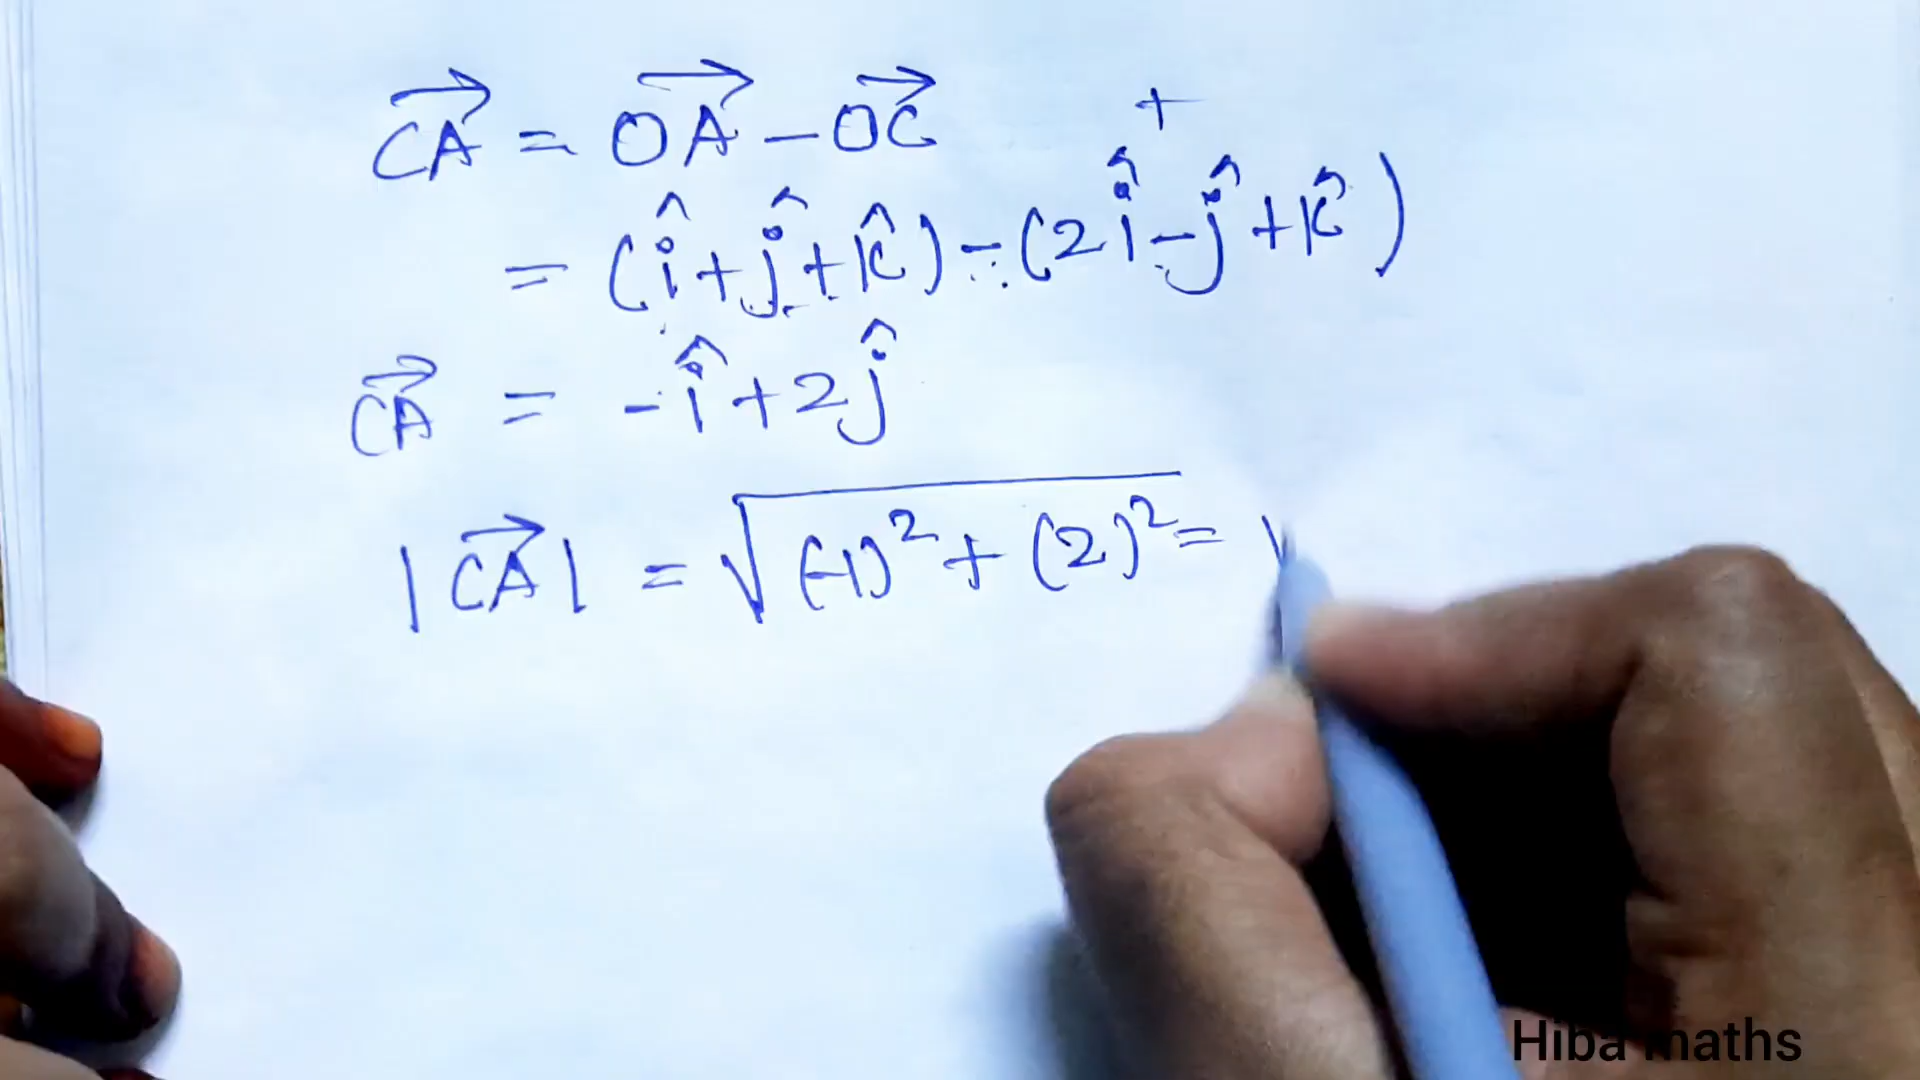 CA⃗ = OA⃗ - OC⃗
+
= (î+ĵ+k̂) - (2î-ĵ+k̂)
CA⃗ = -î+2ĵ
|CA⃗| = √(-1)²+(2)² = √
Hiba maths